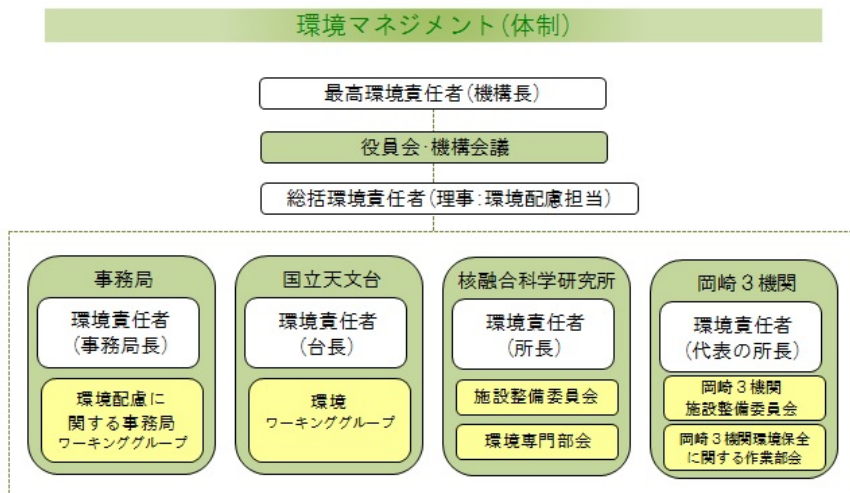 環境マネジメント(体制)
最高環境責任者(機構長)
役員会・機構会議
総括環境責任者(理事:環境配慮担当)
事務局
環境責任者
(事務局長)
環境配慮に
関する事務局
ワーキンググループ
国立天文台
環境責任者
(台長)
環境
ワーキンググループ
核融合科学研究所
環境責任者
(所長)
施設整備委員会
環境専門部会
岡崎3機関
環境責任者
(代表の所長)
岡崎3機関
施設整備委員会
岡崎3機関環境保全
に関する作業部会